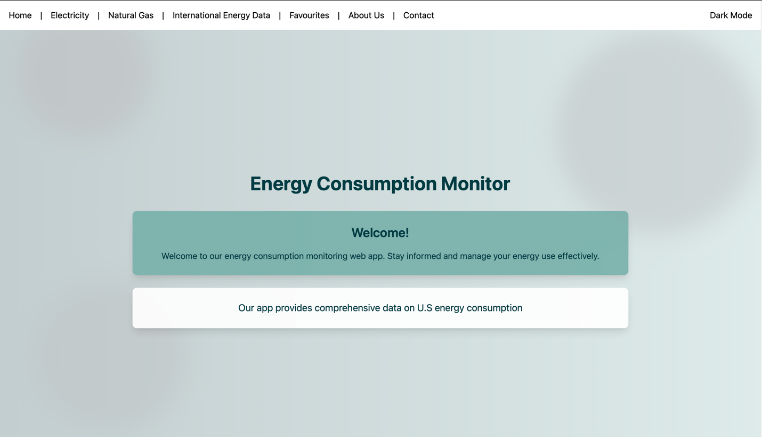 Home | Electricity | Natural Gas | International Energy Data | Favourites | About Us | Contact Dark Mode
Energy Consumption Monitor
Welcome!
Welcome to our energy consumption monitoring web app. Stay informed and manage your energy use effectively.
Our app provides comprehensive data on U.S energy consumption